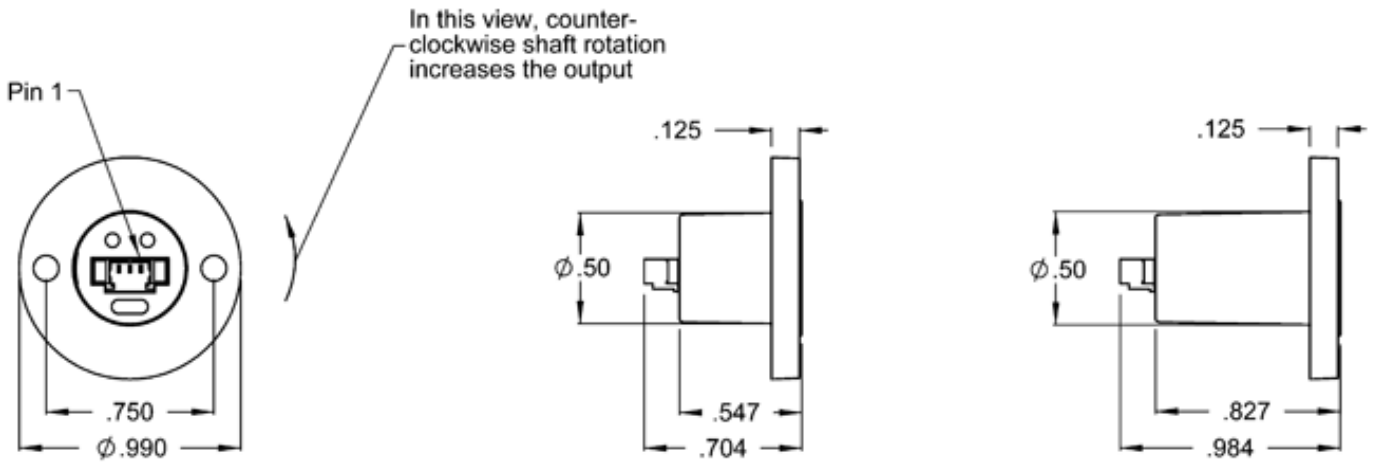 In this view, counter-
clockwise shaft rotation
increases the output
Pin 1
.750
Ø.990
.125
Ø.50
.547
.704
.125
Ø.50
.827
.984